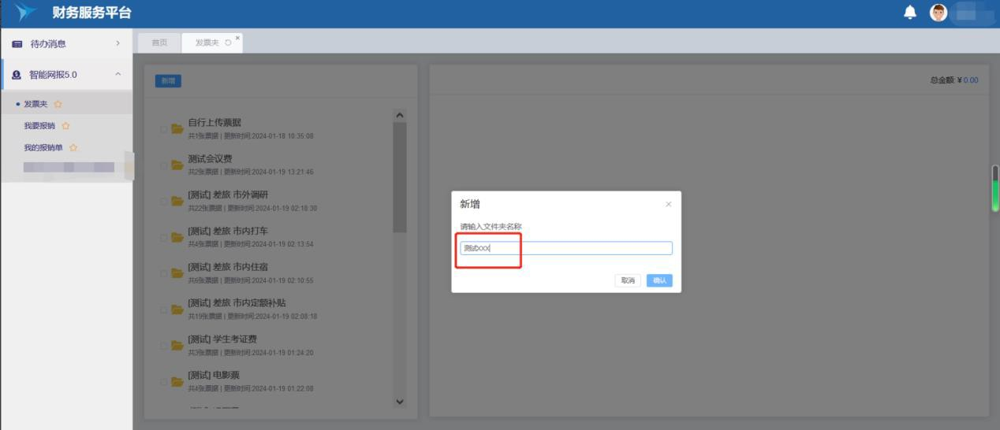 财务服务平台
待办消息
智能网报5.0
发票夹
我要报销
我的报销单
首页
发票夹
新增
总金额: ¥ 0.00
自行上传票据
共1张票据 | 更新时间:2024-01-18 10:35:08
测试会议费
共2张票据 | 更新时间:2024-01-19 13:21:46
[测试] 差旅 市外调研
共22张票据 | 更新时间:2024-01-19 02:18:30
[测试] 差旅 市内打车
共4张票据 | 更新时间:2024-01-19 02:13:54
[测试] 差旅 市内住宿
共6张票据 | 更新时间:2024-01-19 02:10:55
[测试] 差旅 市内定额补贴
共19张票据 | 更新时间:2024-01-19 02:08:18
[测试] 学生考证费
共3张票据 | 更新时间:2024-01-19 01:24:20
[测试] 电影票
共4张票据 | 更新时间:2024-01-19 01:22:08
新增
请输入文件夹名称
测试XXX
取消
确认